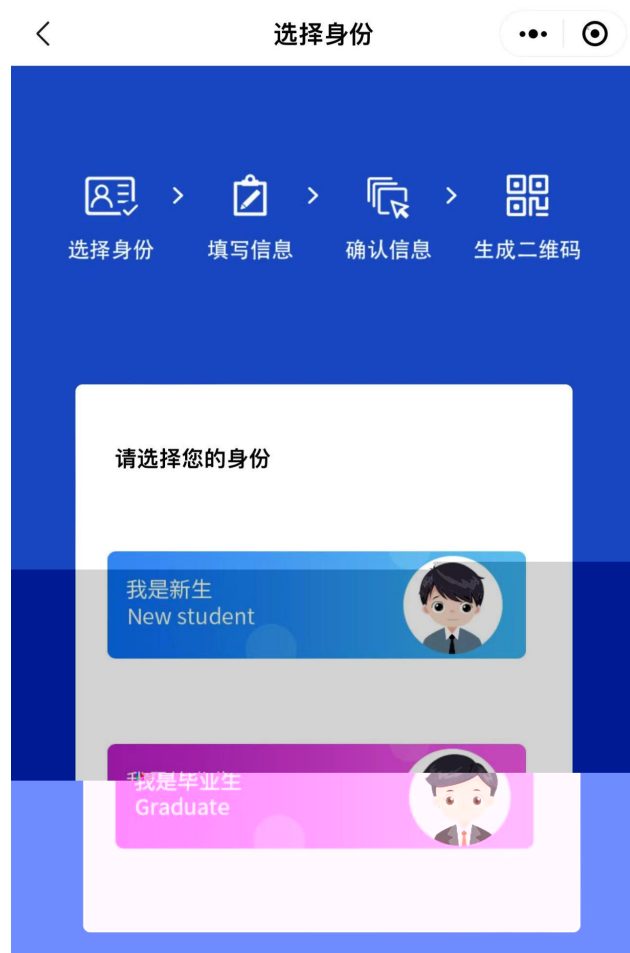 选择身份
选择身份 填写信息 确认信息 生成二维码
请选择您的身份
我是新生
New student
我是毕业生
Graduate